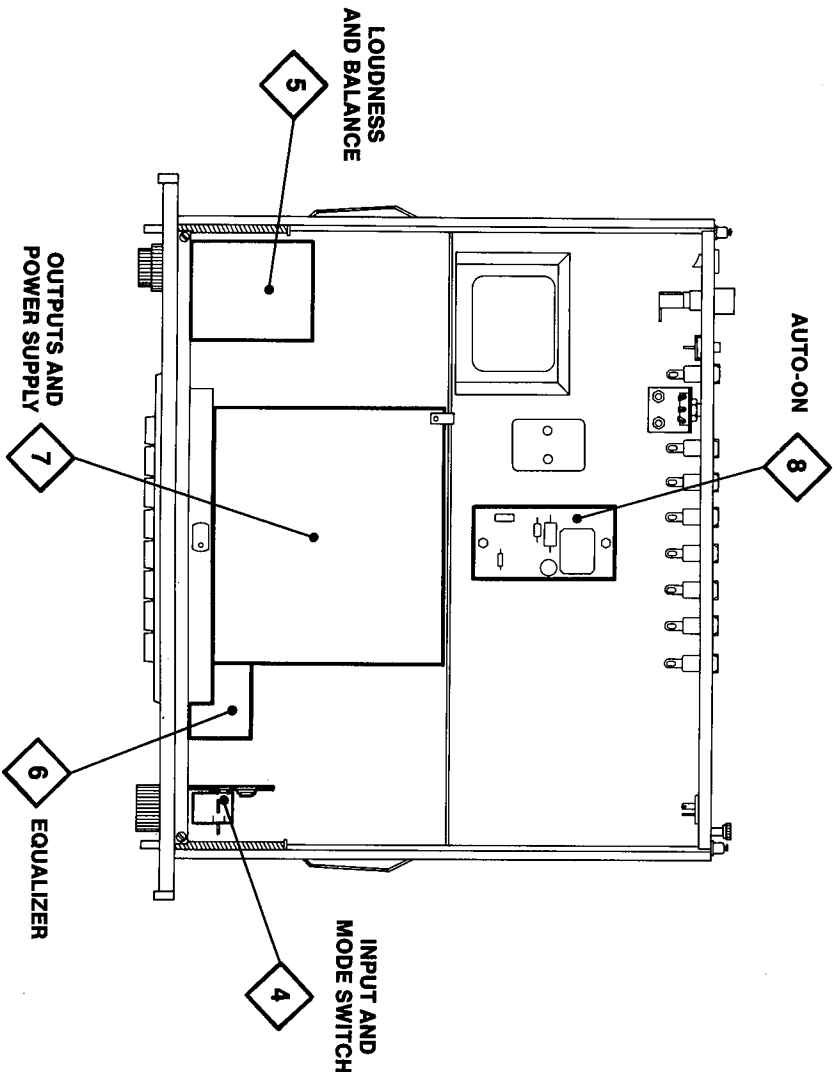 AUTO-ON
8
LOUDNESS
AND BALANCE
5
INPUT AND
MODE SWITCH
4
OUTPUTS AND
POWER SUPPLY
7
6
EQUALIZER